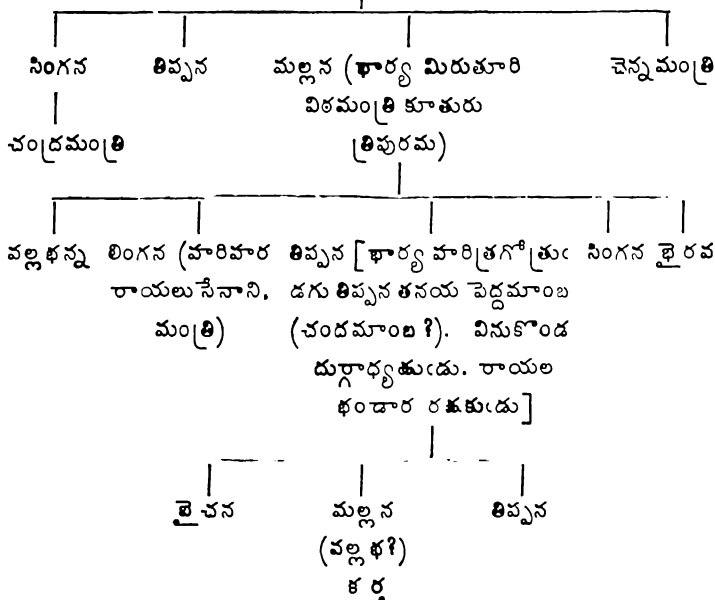 సింగన తిప్పన మల్లన (భార్య మిరుతూరి చెన్నమంత్రి
విఠమంత్రి కూతురు
చంద్రమంత్రి త్రిపురమ)
వల్లభన్న లింగన (హరిహర తిప్పన [భార్య హరిత్రగోత్రుఁ సింగన భైరవ
రాయలుసేనాని, డగు తిప్పన తనయ పెద్దమాంబ
మంత్రి) (చందమాంబ ?). వినుకొండ
దుర్గాధ్యక్షుఁడు. రాయల
భండార రక్షకుఁడు]
బైచన మల్లన తిప్పన
(వల్లభ?)
కర్త